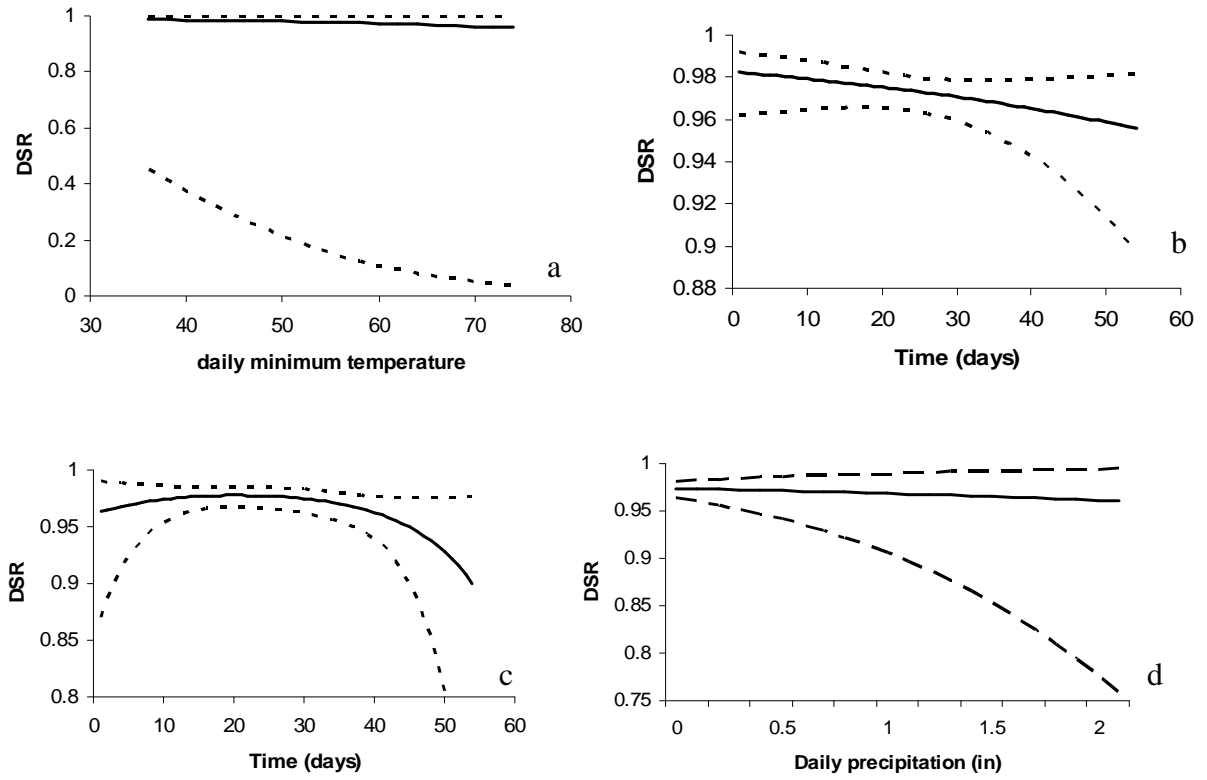 1
0.8
0.6
DSR
0.4
0.2
a
0
30 40 50 60 70 80
daily minimum temperature
1
0.98
0.96
DSR
0.94
0.92
0.9
b
0.88
0 10 20 30 40 50 60
Time (days)
1
0.95
0.9
DSR
0.85
0.8
c
0 10 20 30 40 50 60
Time (days)
1
0.95
0.9
DSR
0.85
0.8
d
0.75
0 0.5 1 1.5 2
Daily precipitation (in)